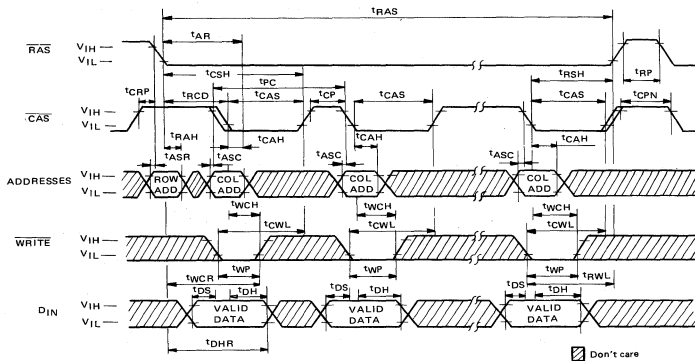 tRAS
tAR
RAS VIH
VIL
tCSH tPC tRSH tRP
tCRP tRCD tCAS tCP tCAS tCAS tCPN
CAS VIH
VIL
tRAH tCAH tCAH tCAH
tASR tASC tASC tASC
ADDRESSES VIH
VIL
ROW ADD COL ADD COL ADD COL ADD
tWCH tWCH tWCH
tCWL tCWL tCWL
WRITE VIH
VIL
tWP tWP tWP
tWCR tRWL
tDS tDH tDS tDH tDS tDH
DIN VIH
VIL
VALID DATA VALID DATA VALID DATA
tDHR
Don't care